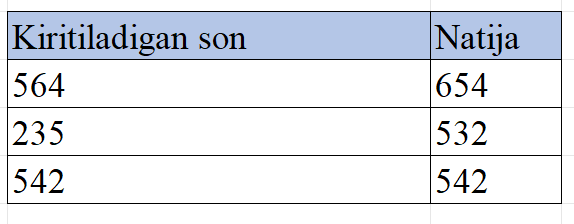 Kiritiladigan son Natija
564 654
235 532
542 542